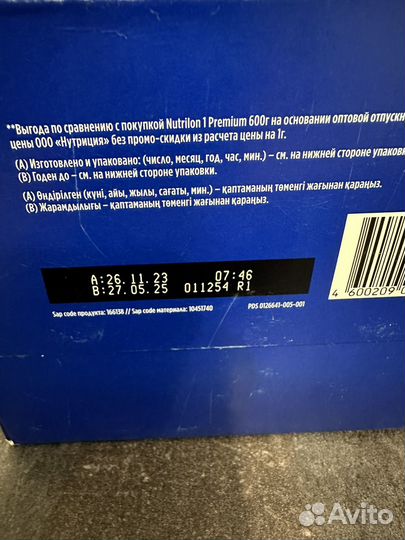 **Выгода по сравнению с покупкой Nutrilon 1 Premium 600г на основании оптовой отпускн
цены ООО «Нутриция» без промо-скидки из расчета цены на 1г.
(А) Изготовлено и упаковано: (число, месяц, год, час, мин.) – см. на нижней стороне упаковки
(В) Годен до – см. на нижней стороне упаковки.
(А) Өндірілген (күні, айы, жылы, сағаты, мин.) – қаптаманың төменгі жағынан қараңыз.
(В) Жарамдылығы – қаптаманың төменгі жағынан қараңыз.
A:26.11.23 07:46
B:27.05.25 011254 R1
4 600209 0
Sap code продукта: 166138 // Sap code материала: 10451740 PDS 0126641-005-001
Avito